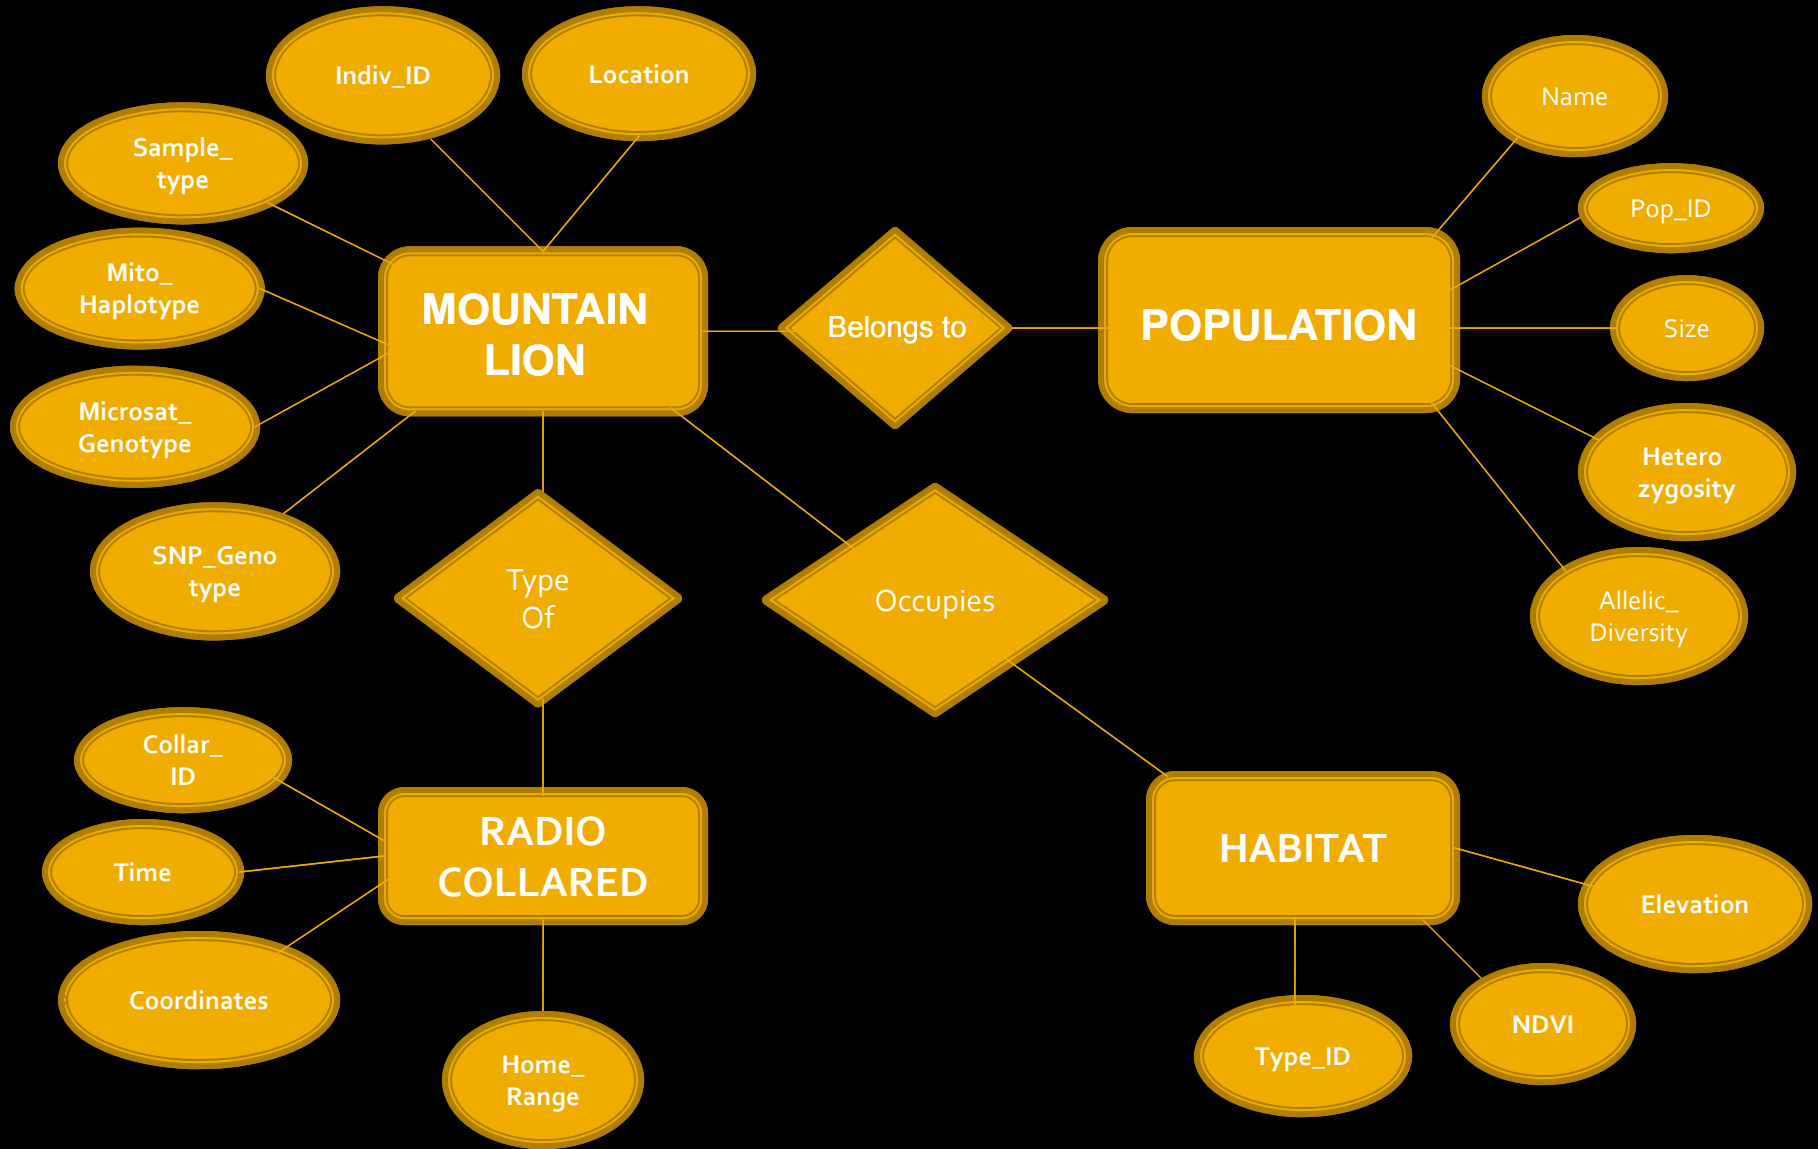 Indiv_ID
Location
Name
Sample_
type
Pop_ID
Mito_
Haplotype
MOUNTAIN
LION
Belongs to
POPULATION
Size
Microsat_
Genotype
Hetero
zygosity
SNP_Geno
type
Type
Of
Occupies
Allelic_
Diversity
Collar_
ID
Time
RADIO
COLLARED
HABITAT
Elevation
Coordinates
NDVI
Home_
Range
Type_ID